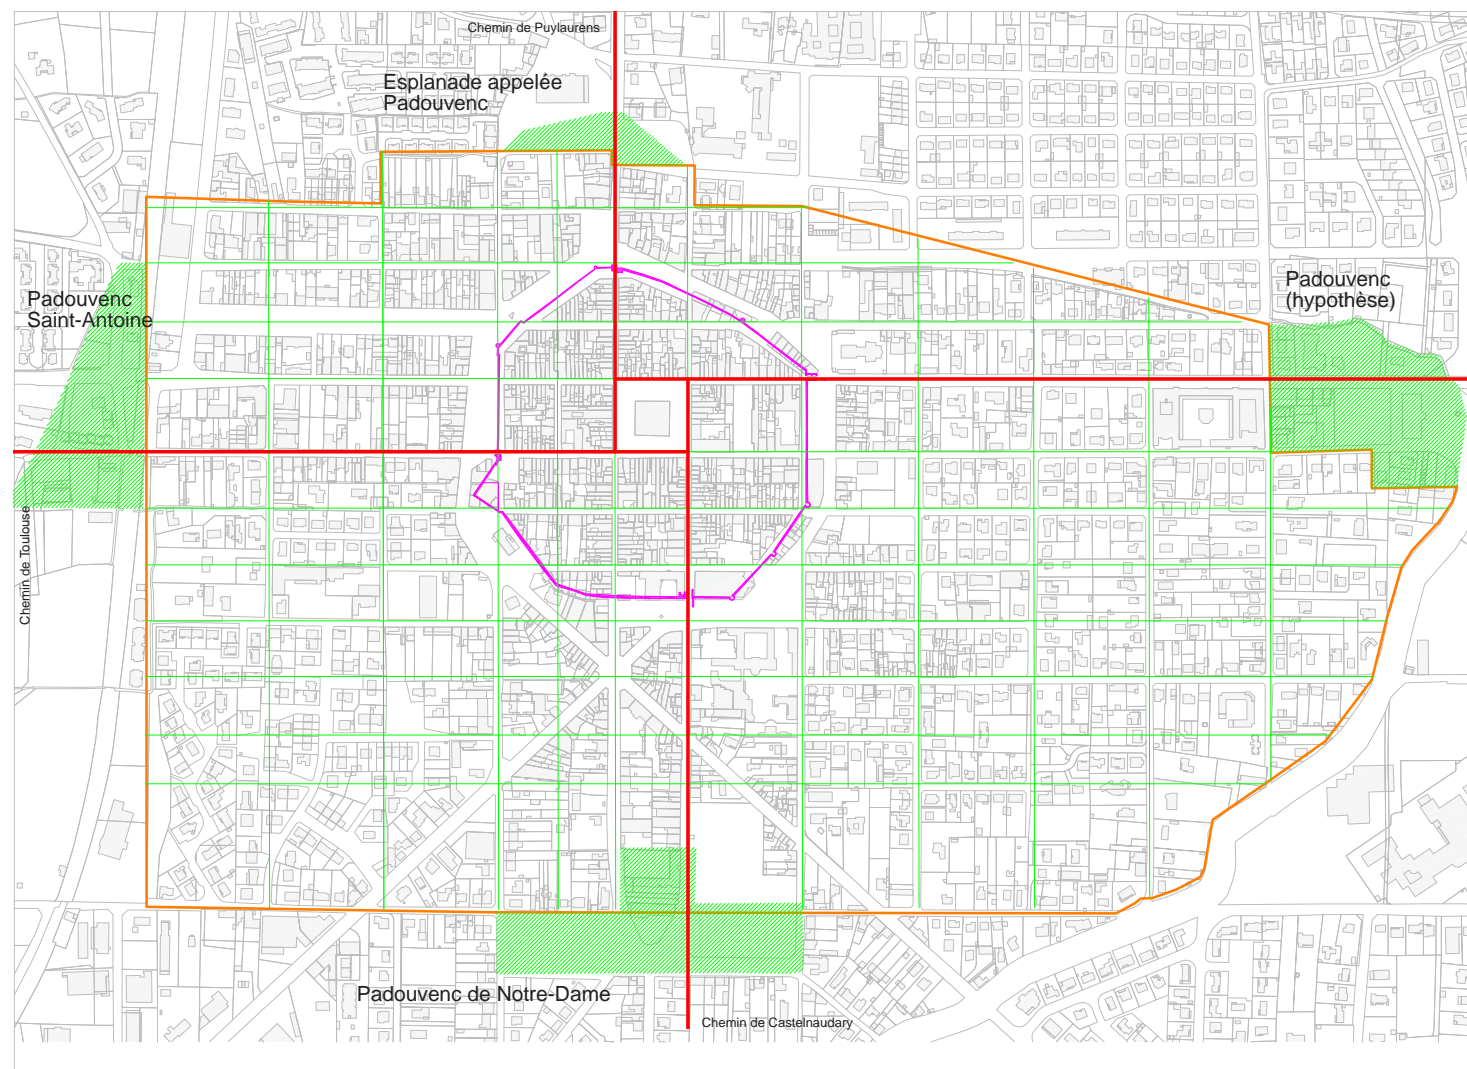 Chemin de Puylaurens
Esplanade appelée
Padouvenc
Padouvenc
(hypothèse)
Padouvenc
Saint-Antoine
Chemin de Toulouse
Padouvenc de Notre-Dame
Chemin de Castelnaudary